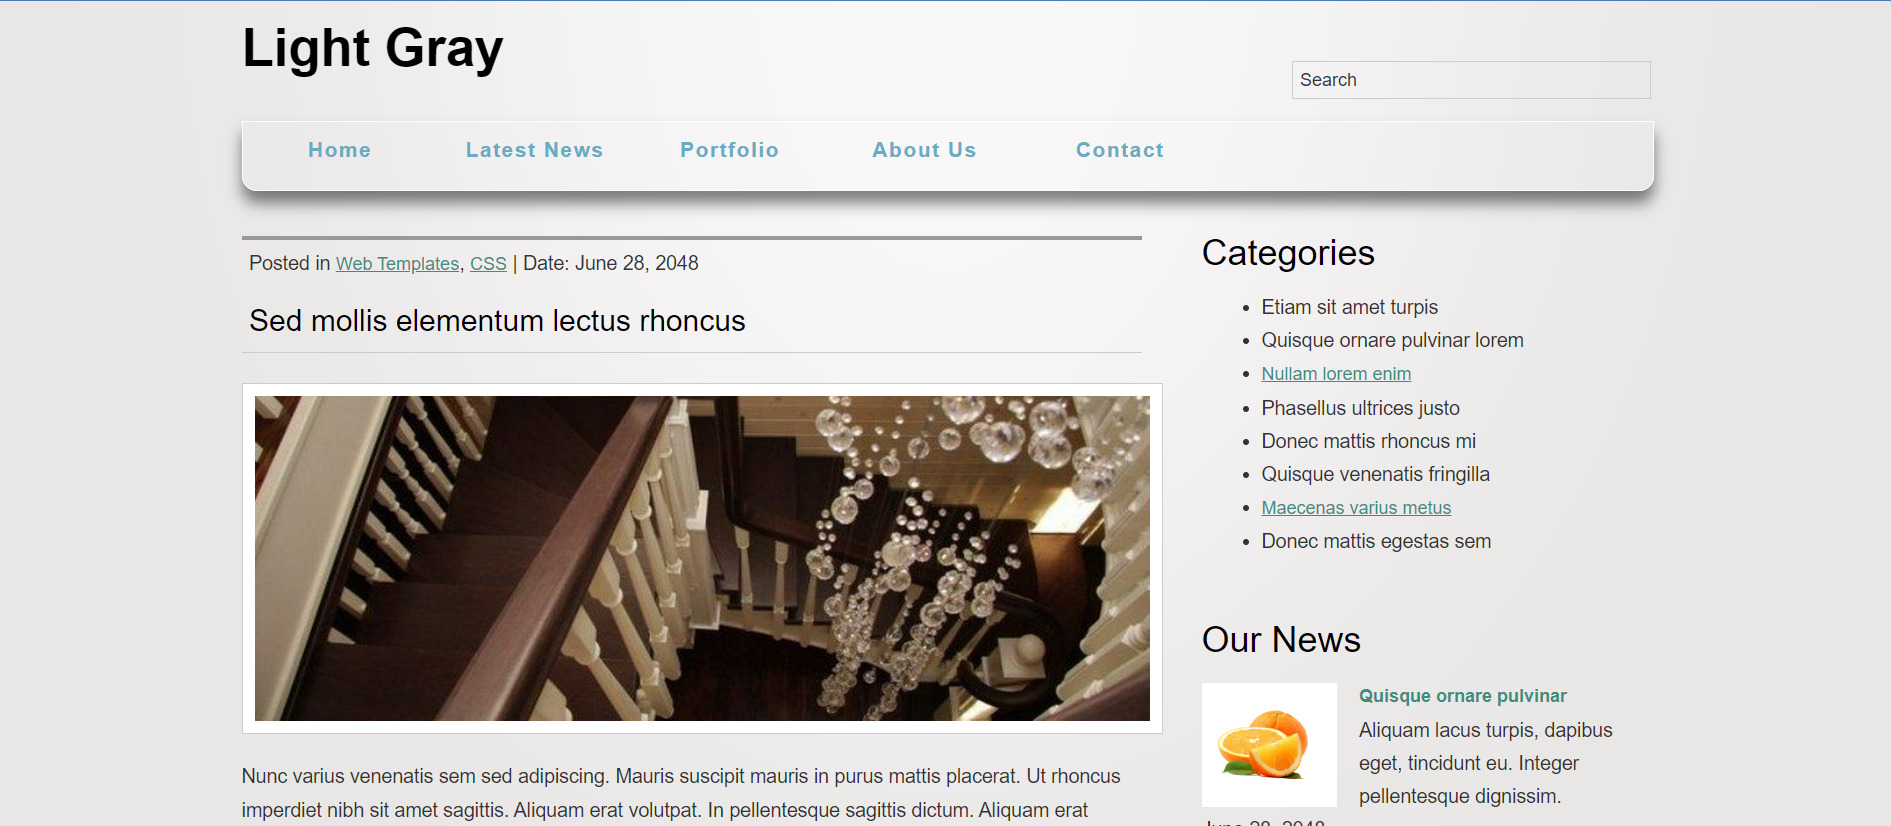 Light Gray
Search
Home Latest News Portfolio About Us Contact
Posted in Web Templates, CSS | Date: June 28, 2048
Sed mollis elementum lectus rhoncus
Nunc varius venenatis sem sed adipiscing. Mauris suscipit mauris in purus mattis placerat. Ut rhoncus
imperdiet nibh sit amet sagittis. Aliquam erat volutpat. In pellentesque sagittis dictum. Aliquam erat
Categories
Etiam sit amet turpis
Quisque ornare pulvinar lorem
Nullam lorem enim
Phasellus ultrices justo
Donec mattis rhoncus mi
Quisque venenatis fringilla
Maecenas varius metus
Donec mattis egestas sem
Our News
Quisque ornare pulvinar
Aliquam lacus turpis, dapibus
eget, tincidunt eu. Integer
pellentesque dignissim.
June 28, 2048